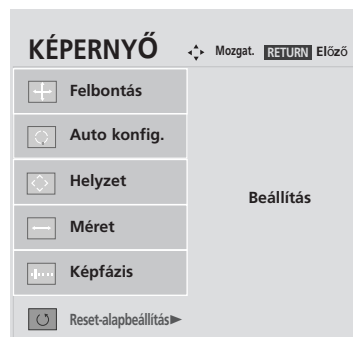 KÉPERNYŐ Mozgat. RETURN Előző
Felbontás
Auto konfig.
Helyzet
Beállítás
Méret
Képfázis
Reset-alapbeállítás►